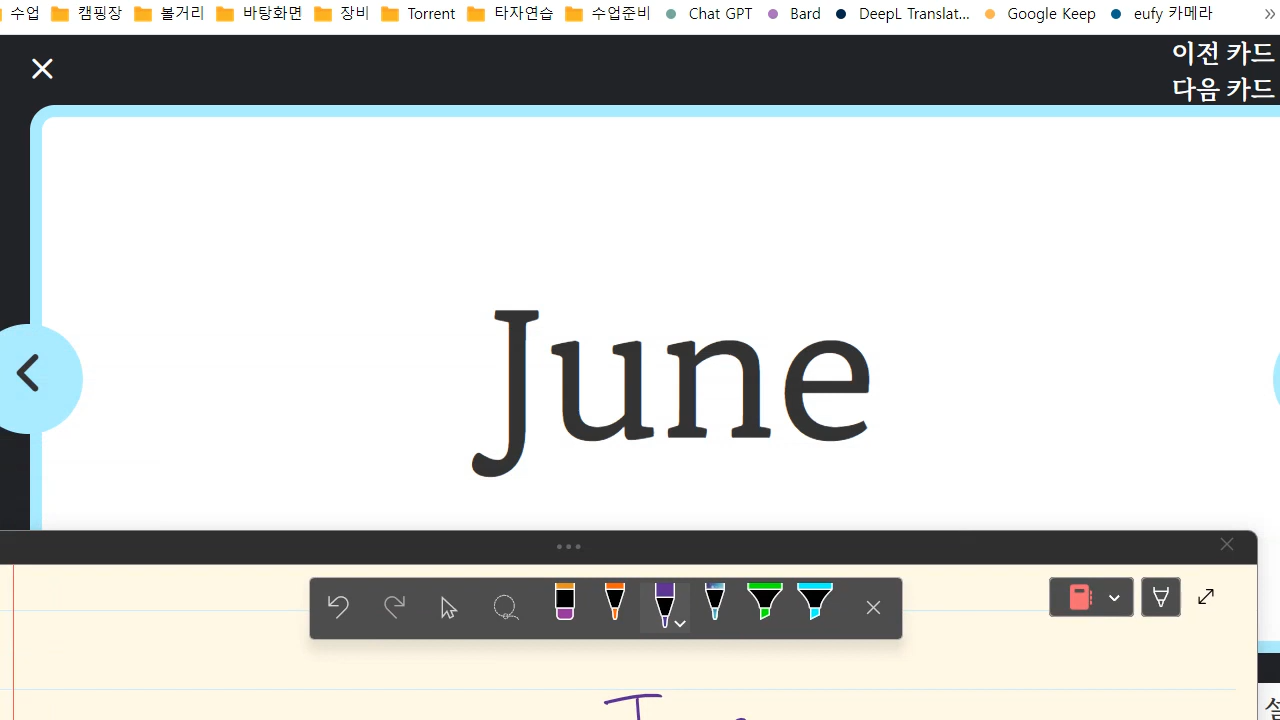 수업 캠핑장 볼거리 바탕화면 장비 Torrent 타자연습 수업준비 Chat GPT Bard DeepL Translat... Google Keep eufy 카메라 »
이전 카드
다음 카드
June